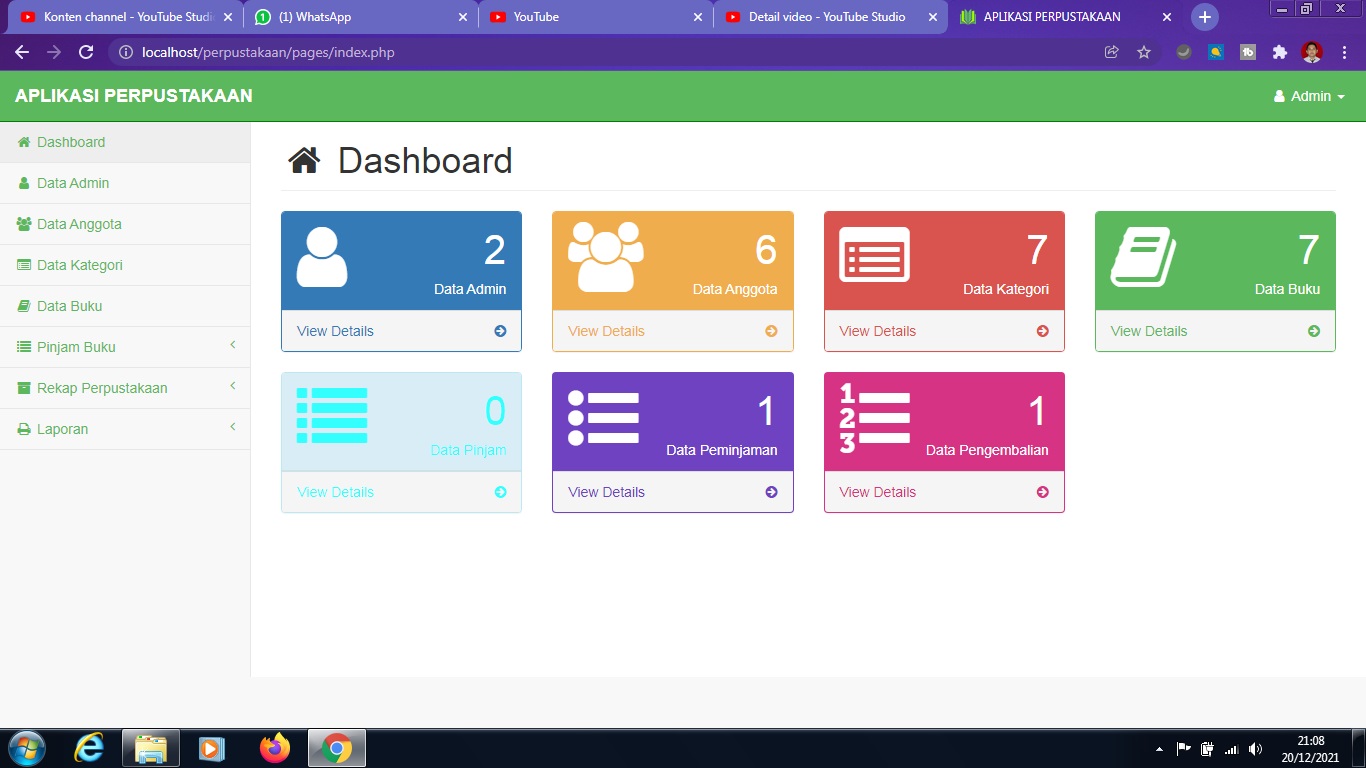 Konten channel - YouTube Studi
(1) WhatsApp
YouTube
Detail video - YouTube Studio
APLIKASI PERPUSTAKAAN
localhost/perpustakaan/pages/index.php
APLIKASI PERPUSTAKAAN
Admin
Dashboard
Data Admin
Data Anggota
Data Kategori
Data Buku
Pinjam Buku
Rekap Perpustakaan
Laporan
Dashboard
2
Data Admin
View Details
6
Data Anggota
View Details
7
Data Kategori
View Details
7
Data Buku
View Details
0
Data Pinjam
View Details
1
Data Peminjaman
View Details
1 2 3
1
Data Pengembalian
View Details
21:08
20/12/2021